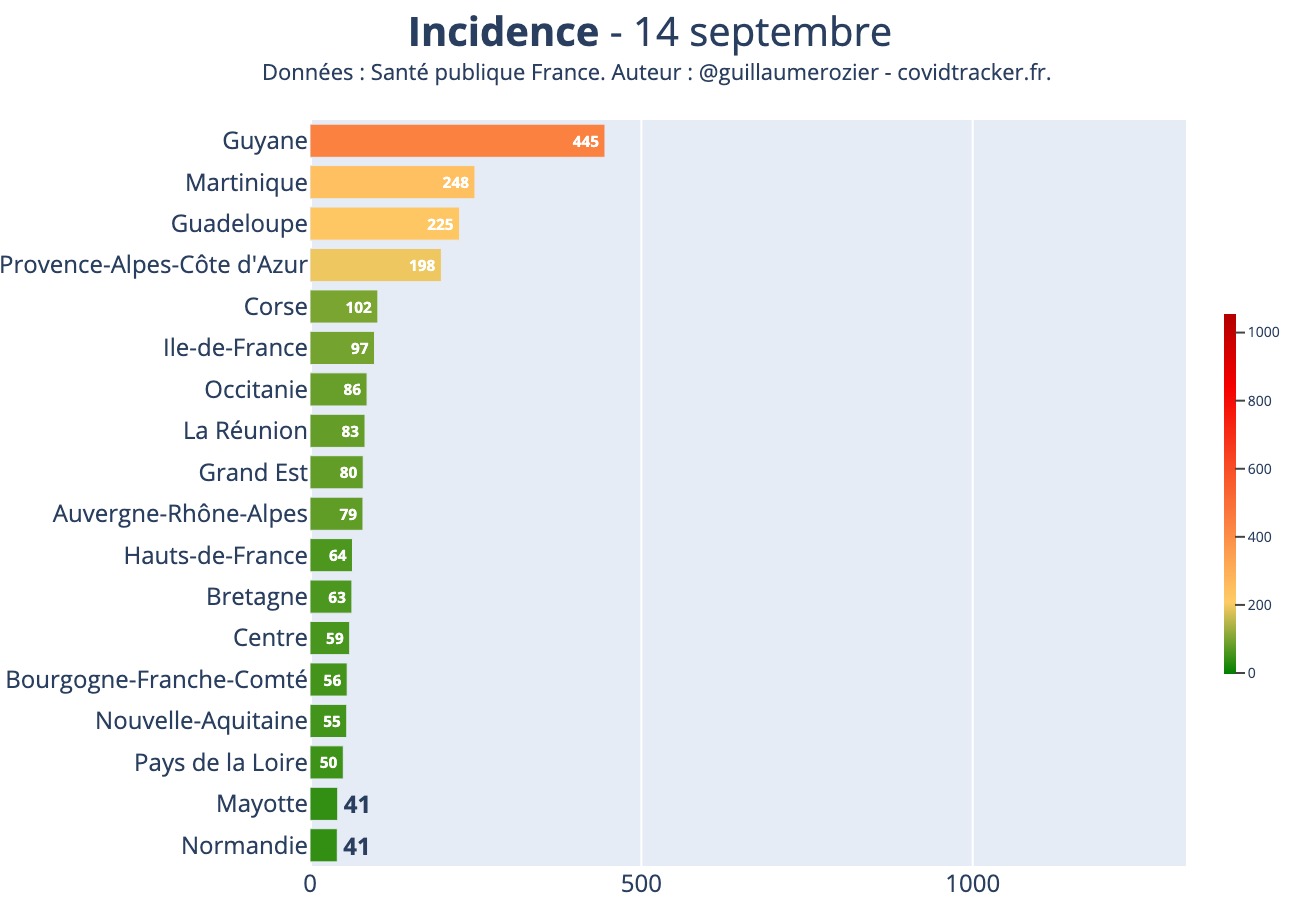 Incidence - 14 septembre
Données : Santé publique France. Auteur : @guillaumerozier - covidtracker.fr.
Guyane 445
Martinique 248
Guadeloupe 225
Provence-Alpes-Côte d'Azur 198
Corse 102
Ile-de-France 97
Occitanie 86
La Réunion 83
Grand Est 80
Auvergne-Rhône-Alpes 79
Hauts-de-France 64
Bretagne 63
Centre 59
Bourgogne-Franche-Comté 56
Nouvelle-Aquitaine 55
Pays de la Loire 50
Mayotte 41
Normandie 41
0 500 1000
1000
800
600
400
200
0